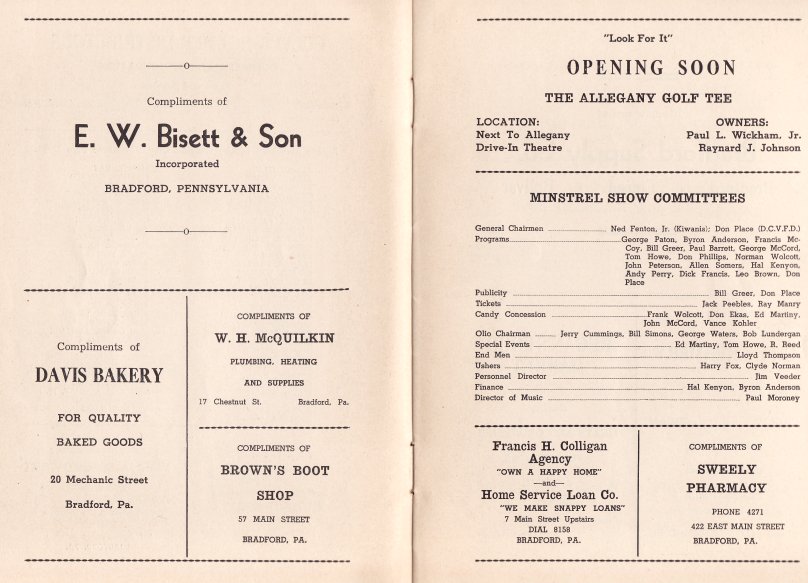 Compliments of
E. W. Bisett & Son
Incorporated
BRADFORD, PENNSYLVANIA
Compliments of
DAVIS BAKERY
FOR QUALITY
BAKED GOODS
20 Mechanic Street
Bradford, Pa.
COMPLIMENTS OF
W. H. McQUILKIN
PLUMBING, HEATING
AND SUPPLIES
17 Chestnut St. Bradford, Pa.
COMPLIMENTS OF
BROWN'S BOOT
SHOP
57 MAIN STREET
BRADFORD, PA.
"Look For It"
OPENING SOON
THE ALLEGANY GOLF TEE
LOCATION: OWNERS:
Next To Allegany Paul L. Wickham, Jr.
Drive-In Theatre Raynard J. Johnson
MINSTREL SHOW COMMITTEES
General Chairmen Ned Fenton, Jr. (Kiwanis); Don Place (D.C.V.F.D.)
Programs George Paton, Byron Anderson, Francis Mc-
Coy, Bill Greer, Paul Barrett, George McCord,
Tom Howe, Don Phillips, Norman Wolcott,
John Peterson, Allen Somers, Hal Kenyon,
Andy Perry, Dick Francis, Leo Brown, Don
Place
Publicity Bill Greer, Don Place
Tickets Jack Peebles, Ray Manry
Candy Concession Frank Wolcott, Don Ekas, Ed Martiny,
John McCord, Vance Kohler
Olio Chairman Jerry Cummings, Bill Simons, George Waters, Bob Lundergan
Special Events Ed Martiny, Tom Howe, R. Reed
End Men Lloyd Thompson
Ushers Harry Fox, Clyde Norman
Personnel Director Jim Veeder
Finance Hal Kenyon, Byron Anderson
Director of Music Paul Moroney
Francis H. Colligan
Agency
"OWN A HAPPY HOME"
—and—
Home Service Loan Co.
"WE MAKE SNAPPY LOANS"
7 Main Street Upstairs
DIAL 8158
BRADFORD, PA.
COMPLIMENTS OF
SWEELY
PHARMACY
PHONE 4271
422 EAST MAIN STREET
BRADFORD, PA.